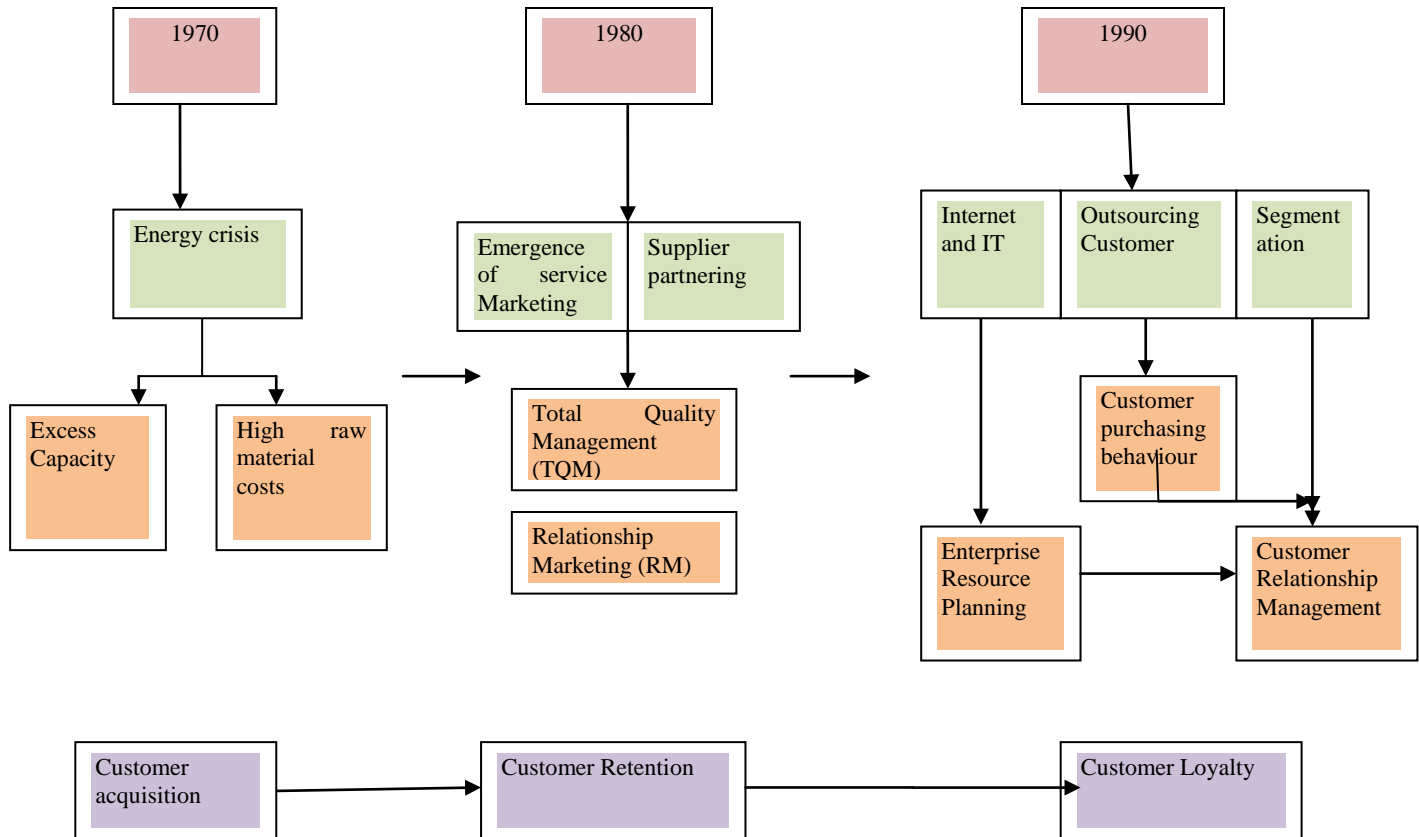 1970
1980
1990
Energy crisis
Emergence
of service
Marketing
Supplier
partnering
Internet
and IT
Outsourcing
Customer
Segment
ation
Excess
Capacity
High raw
material
costs
Total Quality
Management
(TQM)
Customer
purchasing
behaviour
Relationship
Marketing (RM)
Enterprise
Resource
Planning
Customer
Relationship
Management
Customer
acquisition
Customer Retention
Customer Loyalty